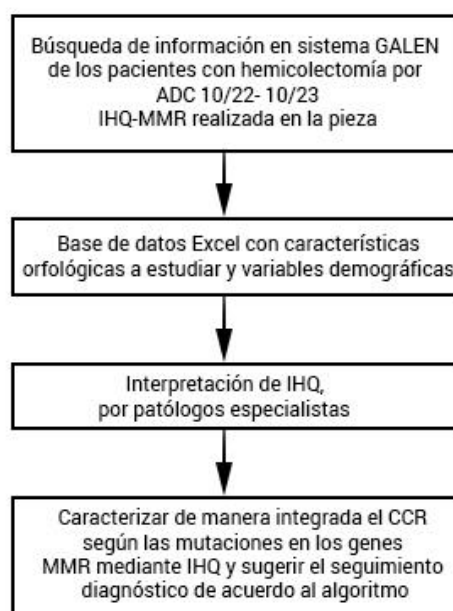 Búsqueda de información en sistema GALEN
de los pacientes con hemicolectomía por
ADC 10/22- 10/23
IHQ-MMR realizada en la pieza
Base de datos Excel con características
orfológicas a estudiar y variables demográficas
Interpretación de IHQ,
por patólogos especialistas
Caracterizar de manera integrada el CCR
según las mutaciones en los genes
MMR mediante IHQ y sugerir el seguimiento
diagnóstico de acuerdo al algoritmo